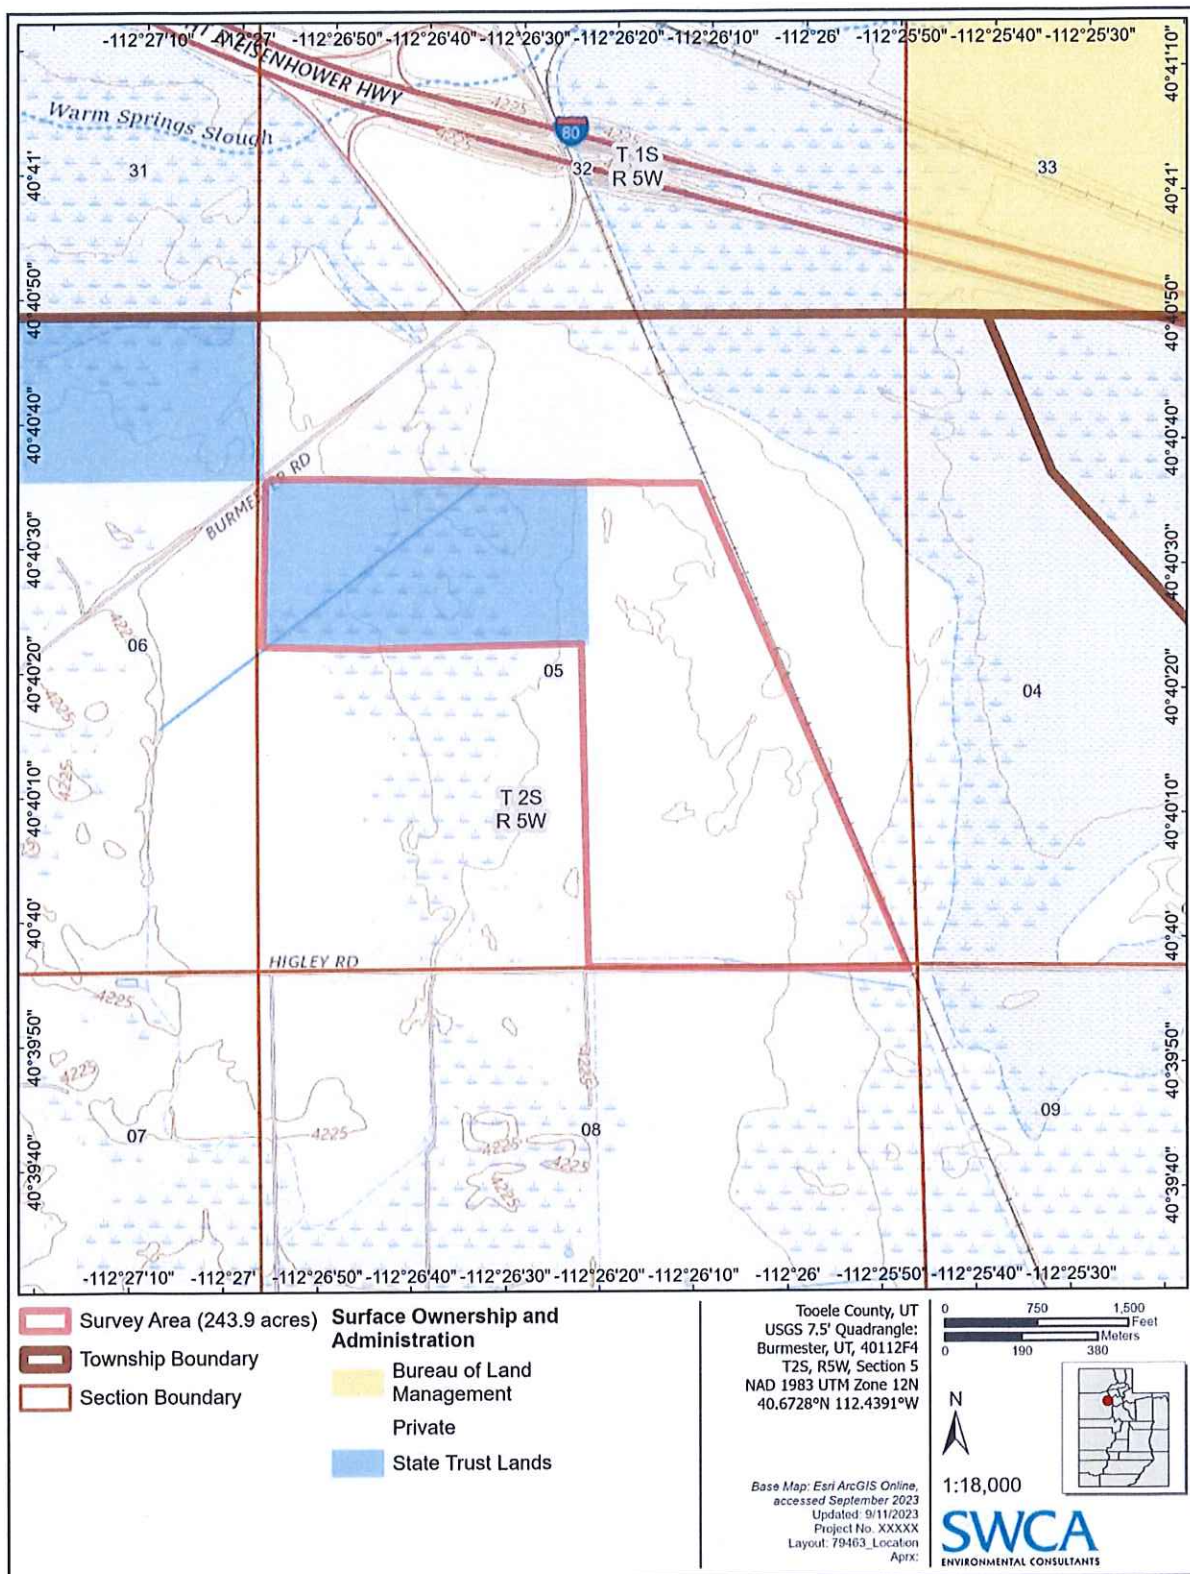 -112°27'10" -112°27' -112°26'50" -112°26'40" -112°26'30" -112°26'20" -112°26'10" -112°26' -112°25'50" -112°25'40" -112°25'30"
EISENHOWER HWY
Warm Springs Slough
80
T 1S
R 5W
31
32
33
40°41'10"
40°41'
40°41'
40°40'50"
40°40'50"
40°40'40"
40°40'40"
BURMESTER RD
40°40'30"
40°40'30"
06
05
04
40°40'20"
40°40'20"
4225
4225
4225
4225
4225
T 2S
R 5W
40°40'10"
40°40'10"
40°40'
40°40'
HIGLEY RD
4225
40°39'50"
40°39'50"
4225
4225
07
4225
08
09
4225
4225
4225
40°39'40"
40°39'40"
-112°27'10" -112°27' -112°26'50" -112°26'40" -112°26'30" -112°26'20" -112°26'10" -112°26' -112°25'50" -112°25'40" -112°25'30"
Survey Area (243.9 acres)
Township Boundary
Section Boundary
Surface Ownership and
Administration
Bureau of Land
Management
Private
State Trust Lands
Tooele County, UT
USGS 7.5' Quadrangle:
Burmester, UT, 40112F4
T2S, R5W, Section 5
NAD 1983 UTM Zone 12N
40.6728°N 112.4391°W
Base Map: Esri ArcGIS Online,
accessed September 2023
Updated: 9/11/2023
Project No. XXXXX
Layout: 79463_Location
Aprx:
0 750 1,500
Feet
Meters
0 190 380
N
1:18,000
SWCA
ENVIRONMENTAL CONSULTANTS